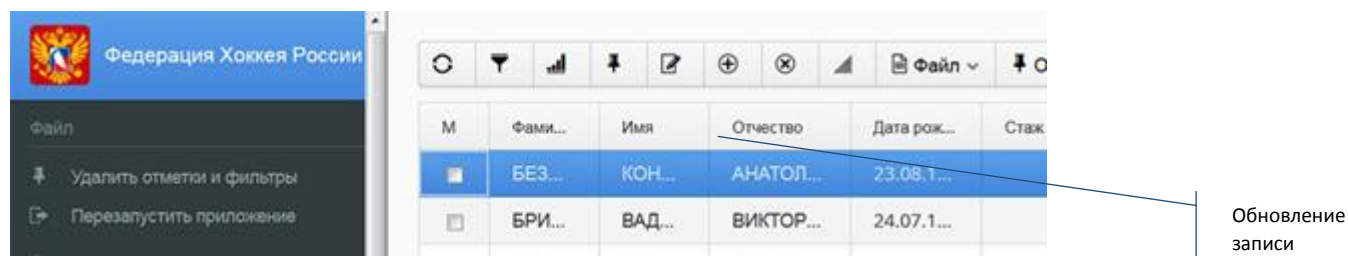 Федерация Хоккея России
Файл
Удалить отметки и фильтры
Перезапустить приложение
Файл
М Фами... Имя Отчество Дата рож... Стаж
БЕЗ... КОН... АНАТОЛ... 23.08.1...
БРИ... ВАД... ВИКТОР... 24.07.1...
Обновление
записи